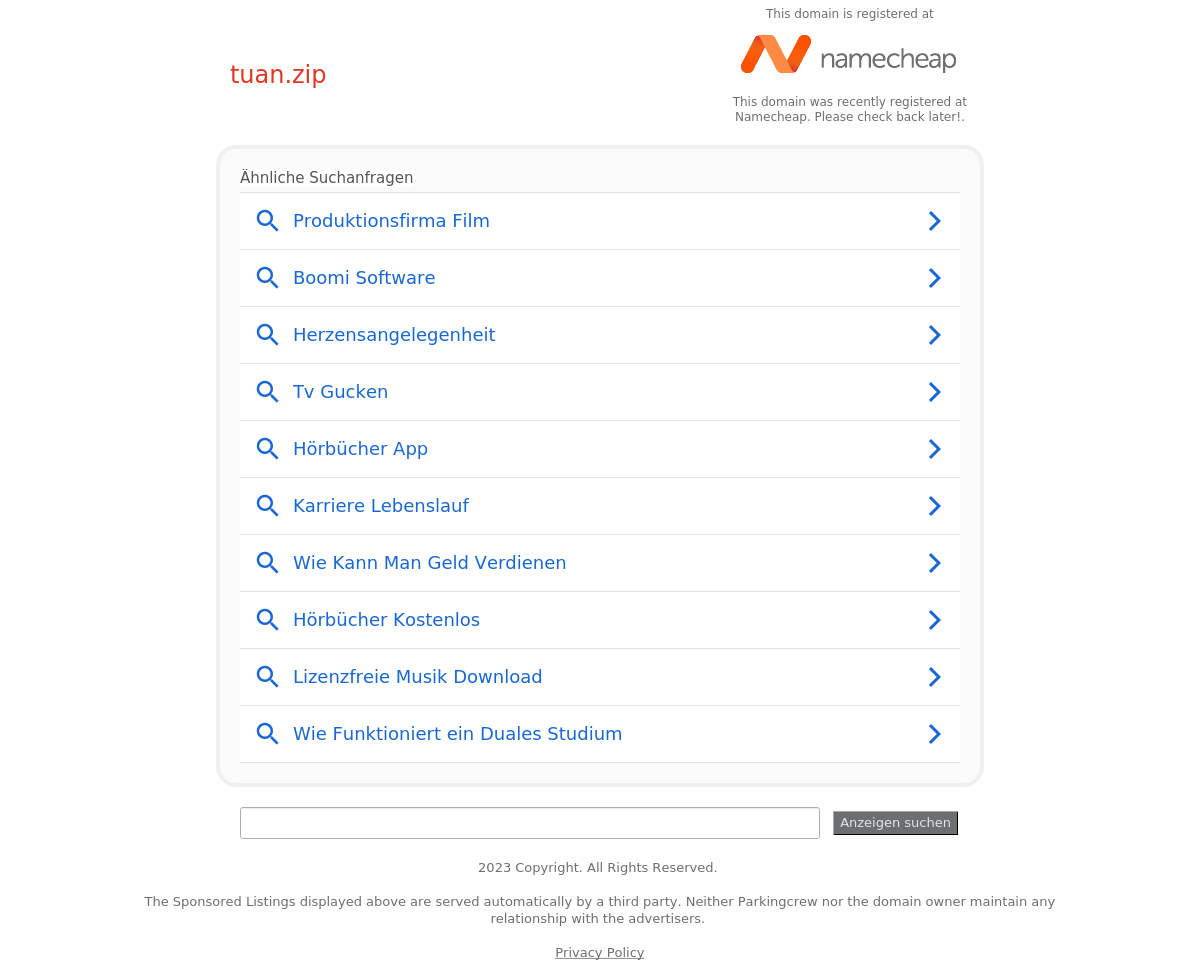 This domain is registered at
namecheap
tuan.zip
This domain was recently registered at
Namecheap. Please check back later!.
Ähnliche Suchanfragen
Produktionsfirma Film
Boomi Software
Herzensangelegenheit
Tv Gucken
Hörbücher App
Karriere Lebenslauf
Wie Kann Man Geld Verdienen
Hörbücher Kostenlos
Lizenzfreie Musik Download
Wie Funktioniert ein Duales Studium
Anzeigen suchen
2023 Copyright. All Rights Reserved.
The Sponsored Listings displayed above are served automatically by a third party. Neither Parkingcrew nor the domain owner maintain any
relationship with the advertisers.
Privacy Policy